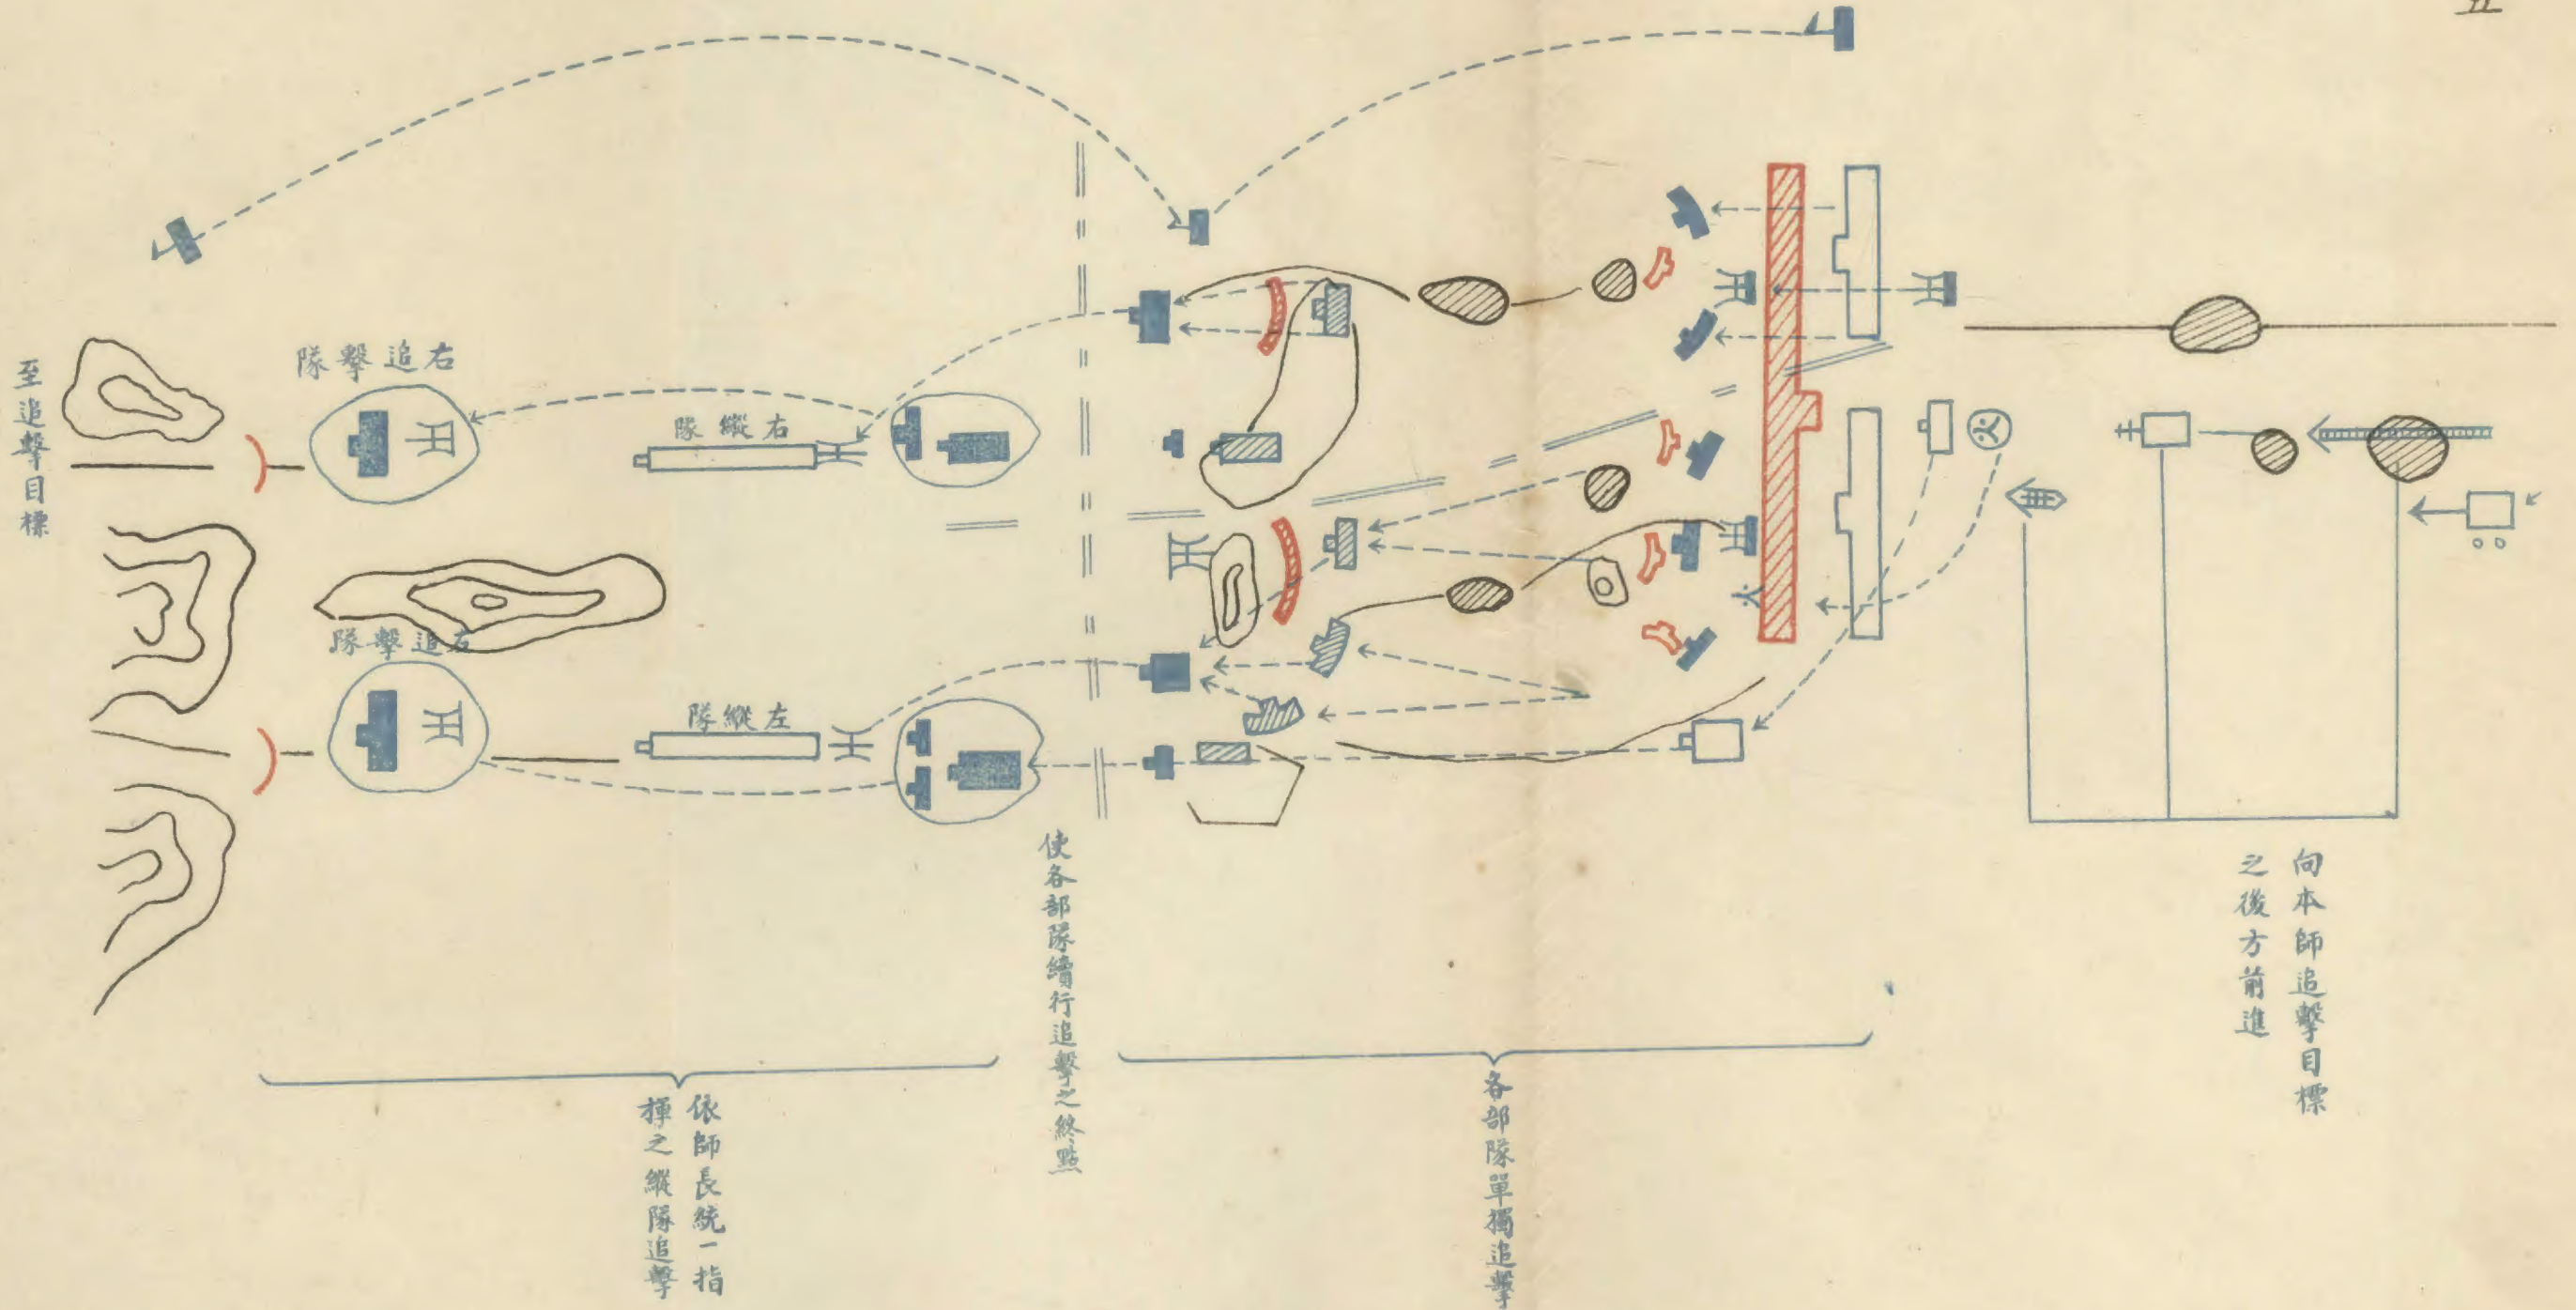 向本師追擊目標
之後方前進
各部隊單獨追擊
使各部隊續行追擊之終點
依師長統一指
揮之縱隊追擊
右縱隊
左縱隊
右追擊隊
右追擊隊
至追擊目標